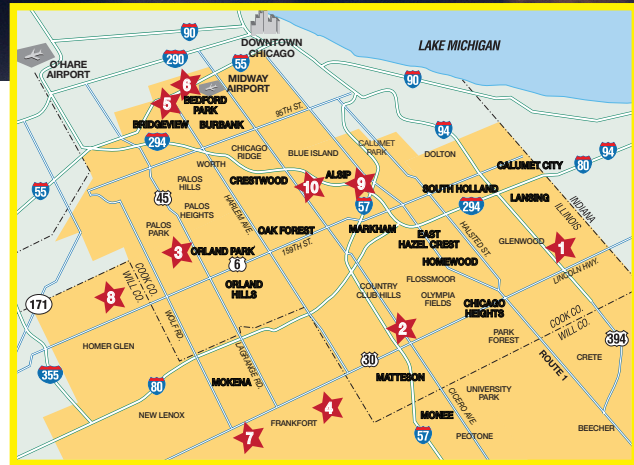 90
DOWNTOWN
CHICAGO
LAKE MICHIGAN
O'HARE
AIRPORT
290
55
90
6
MIDWAY
AIRPORT
5
BEDFORD
PARK
BRIDGEVIEW
BURBANK
95TH ST.
294
CHICAGO
RIDGE
BLUE ISLAND
CALUMET
PARK
94
DOLTON
94
80
WORTH
CALUMET CITY
55
45
PALOS
HILLS
CRESTWOOD
10
ALSIP
9
SOUTH HOLLAND
LANSING
57
294
PALOS
HEIGHTS
HARLEM AVE.
INDIANA
ILLINOIS
PALOS
PARK
OAK FOREST
MARKHAM
EAST
HAZEL CREST
HALSTED ST.
GLENWOOD
1
3
ORLAND PARK
159TH ST.
6
HOMEWOOD
LINCOLN HWY.
COOK CO.
WILL CO.
FLOSSMOOR
ORLAND
HILLS
COUNTRY
CLUB HILLS
OLYMPIA
FIELDS
CHICAGO
HEIGHTS
8
171
WOLF RD.
2
COOK CO.
WILL CO.
PARK
FOREST
394
HOMER GLEN
LAGRANGE RD.
30
ROUTE 1
CRETE
355
80
MOKENA
MATTESON
CICERO AVE.
UNIVERSITY
PARK
NEW LENOX
4
FRANKFORT
MONEE
7
57
PEOTONE
BEECHER